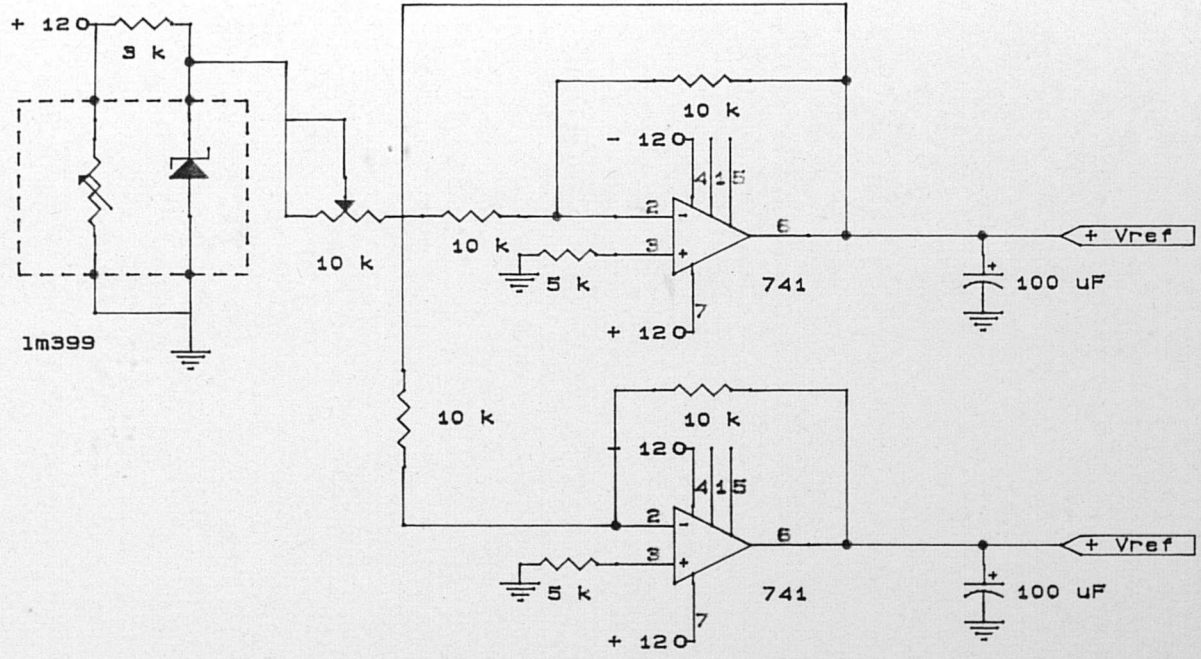 + 12
3 k
10 k
- 12
4 1 5
2 - 6
+ Vref
10 k
10 k
3 +
5 k
741
100 uF
7
+ 12
lm399
10 k
10 k
- 12
4 1 5
2 - 6
+ Vref
3 +
5 k
741
+
100 uF
7
+ 12
+